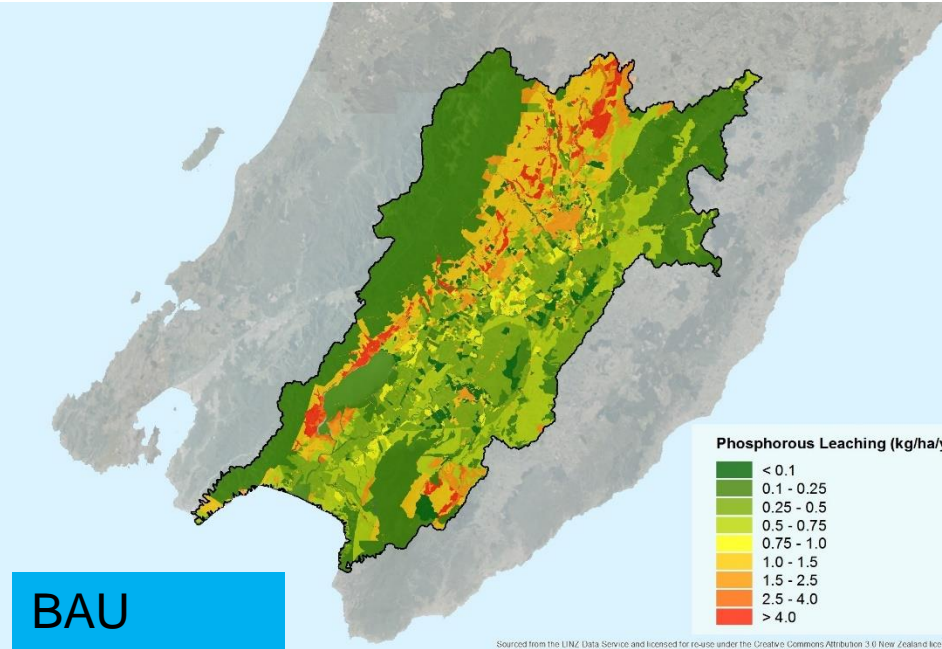 Phosphorous Leaching (kg/ha/y
< 0.1
0.1 - 0.25
0.25 - 0.5
0.5 - 0.75
0.75 - 1.0
1.0 - 1.5
1.5 - 2.5
2.5 - 4.0
> 4.0
BAU
Sourced from the LINZ Data Service and licensed for re-use under the Creative Commons Attribution 3.0 New Zealand lice